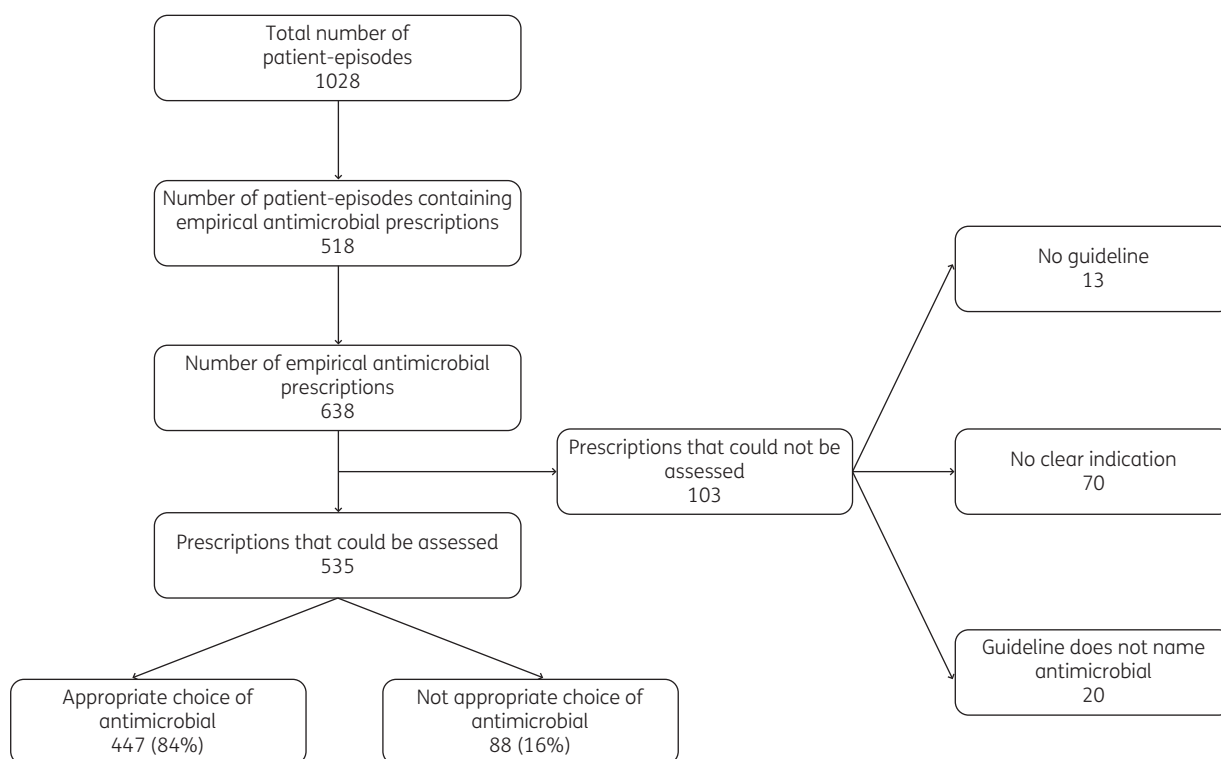 Total number of
patient-episodes
1028
Number of patient-episodes containing
empirical antimicrobial prescriptions
518
Number of empirical antimicrobial
prescriptions
638
Prescriptions that could not be
assessed
103
No guideline
13
No clear indication
70
Guideline does not name
antimicrobial
20
Prescriptions that could be assessed
535
Appropriate choice of
antimicrobial
447 (84%)
Not appropriate choice of
antimicrobial
88 (16%)